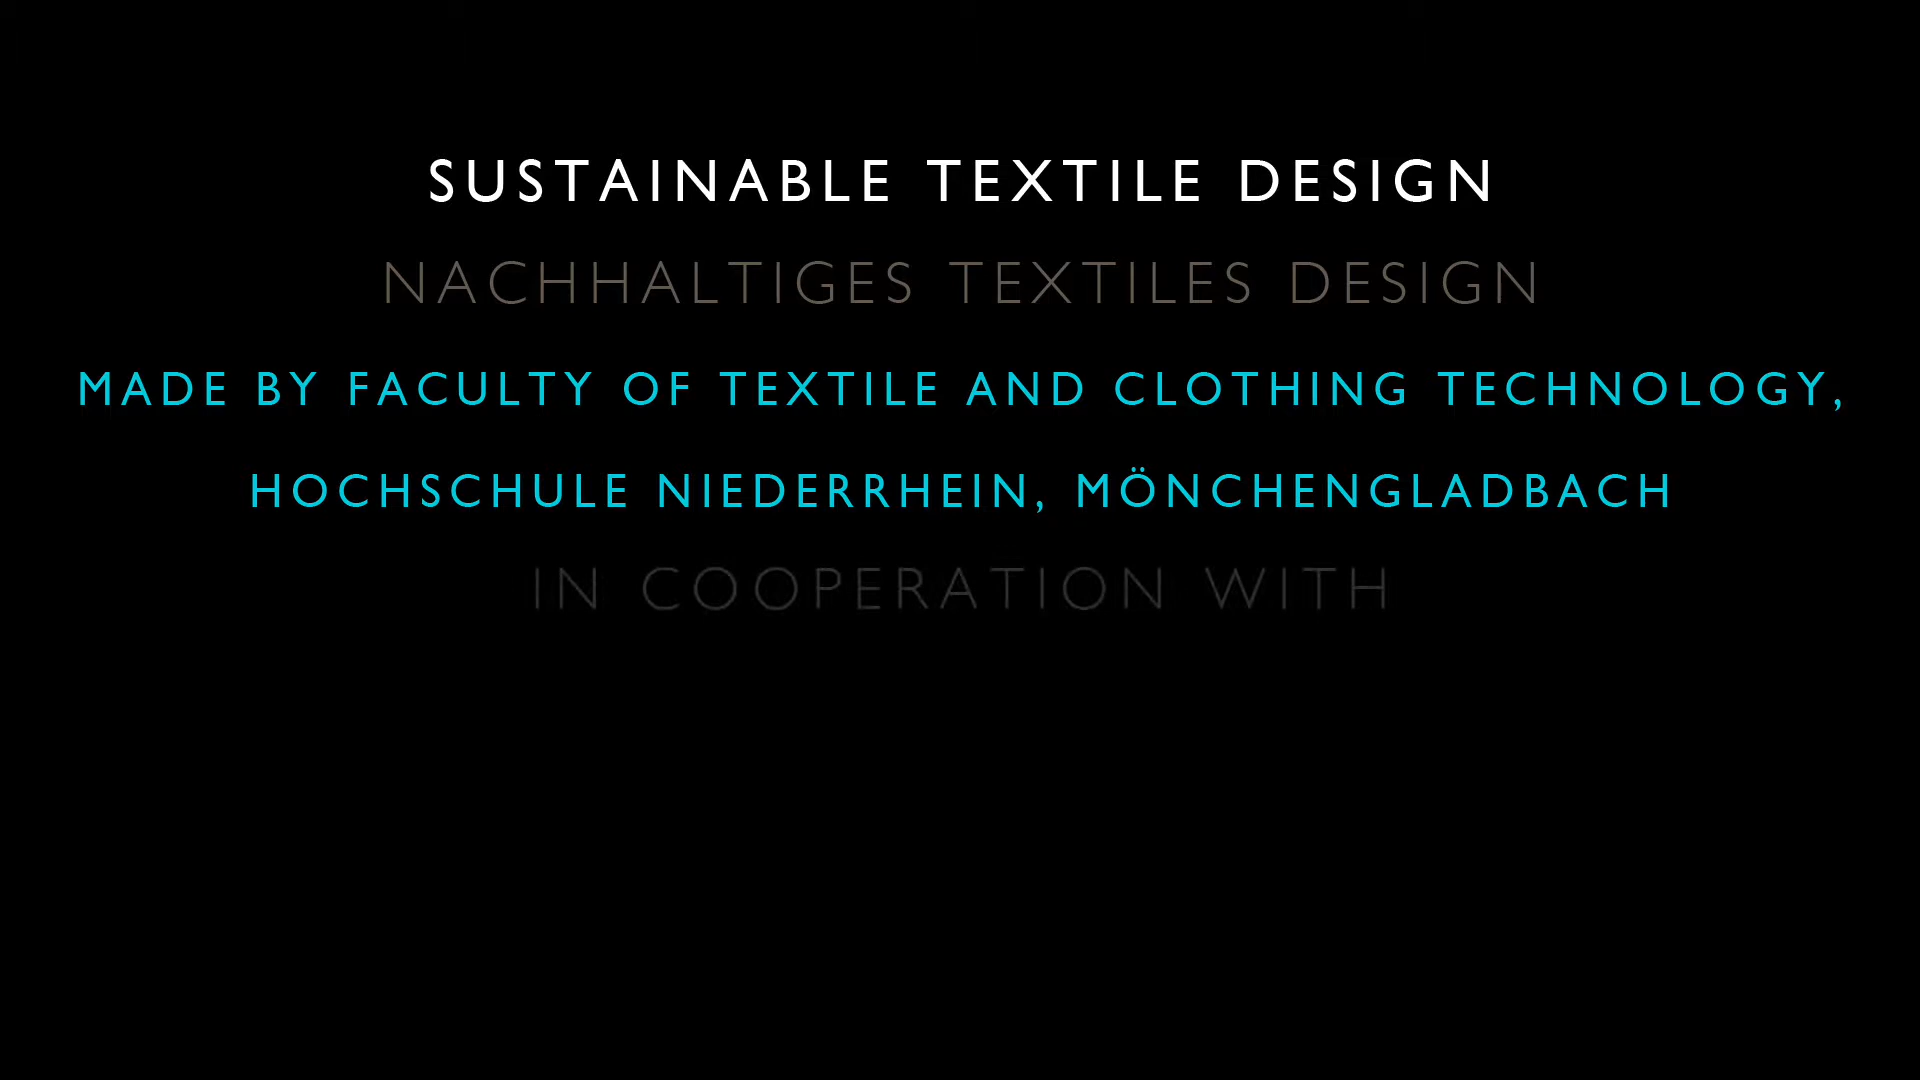 SUSTAINABLE TEXTILE DESIGN
NACHHALTIGES TEXTILES DESIGN
MADE BY FACULTY OF TEXTILE AND CLOTHING TECHNOLOGY,
HOCHSCHULE NIEDERRHEIN, MÖNCHENGLADBACH
IN COOPERATION WITH